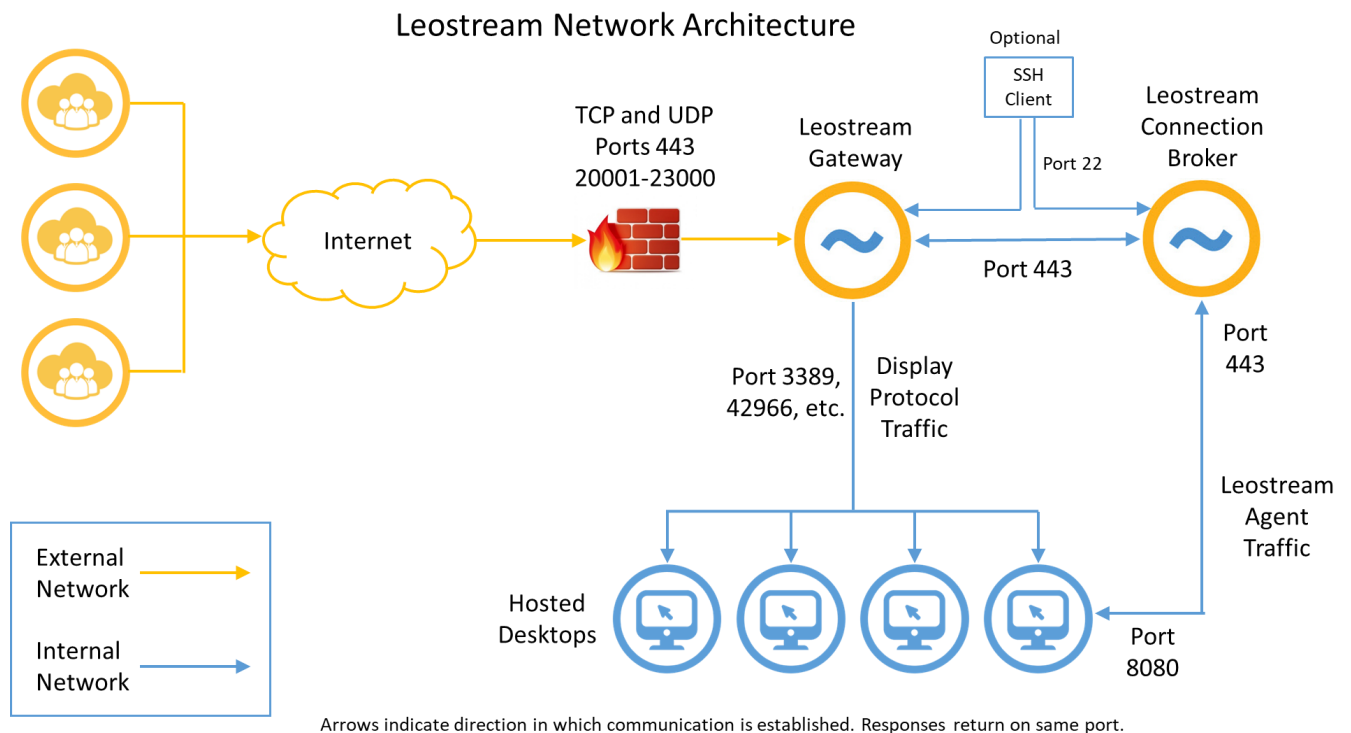 Leostream Network Architecture
Optional
SSH
Client
Port 22
Leostream
Connection
Broker
TCP and UDP
Ports 443
20001-23000
Leostream
Gateway
Internet
Port 443
Port 3389,
42966, etc.
Display
Protocol
Traffic
Port
443
Leostream
Agent
Traffic
External
Network
Internal
Network
Hosted
Desktops
Port
8080
Arrows indicate direction in which communication is established. Responses return on same port.